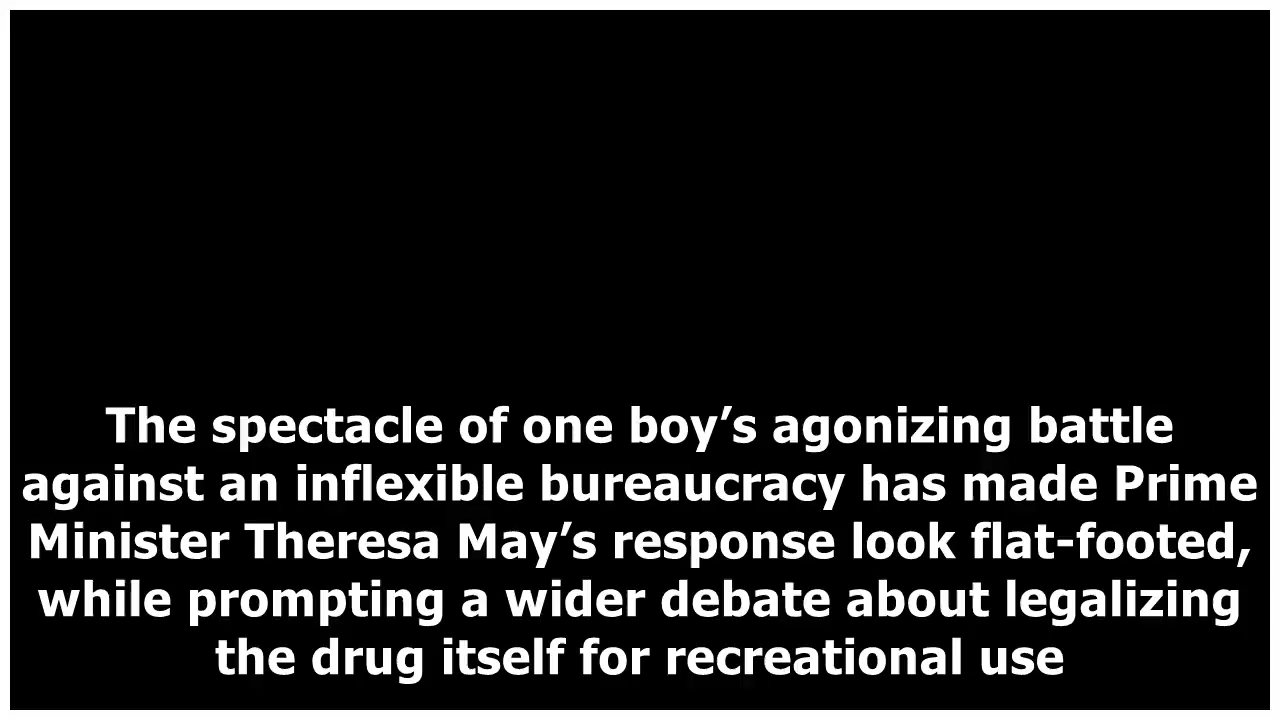 The spectacle of one boy’s agonizing battle
against an inflexible bureaucracy has made Prime
Minister Theresa May’s response look flat-footed,
while prompting a wider debate about legalizing
the drug itself for recreational use